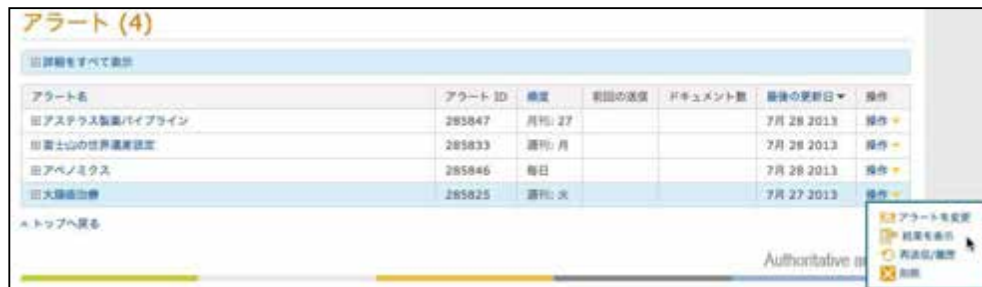 アラート (4)
詳細をすべて表示
アラート名 アラート ID 頻度 前回の送信 ドキュメント数 最後の更新日 操作
アステラス製薬パイプライン 285847 月刊: 27 7月 28 2013 操作
富士山の世界遺産認定 285833 週刊: 月 7月 28 2013 操作
アベノミクス 285846 毎日 7月 28 2013 操作
大腸癌治療 285825 週刊: 火 7月 27 2013 操作
トップへ戻る
アラートを変更
結果を表示
再送信/履歴
削除
Authoritative